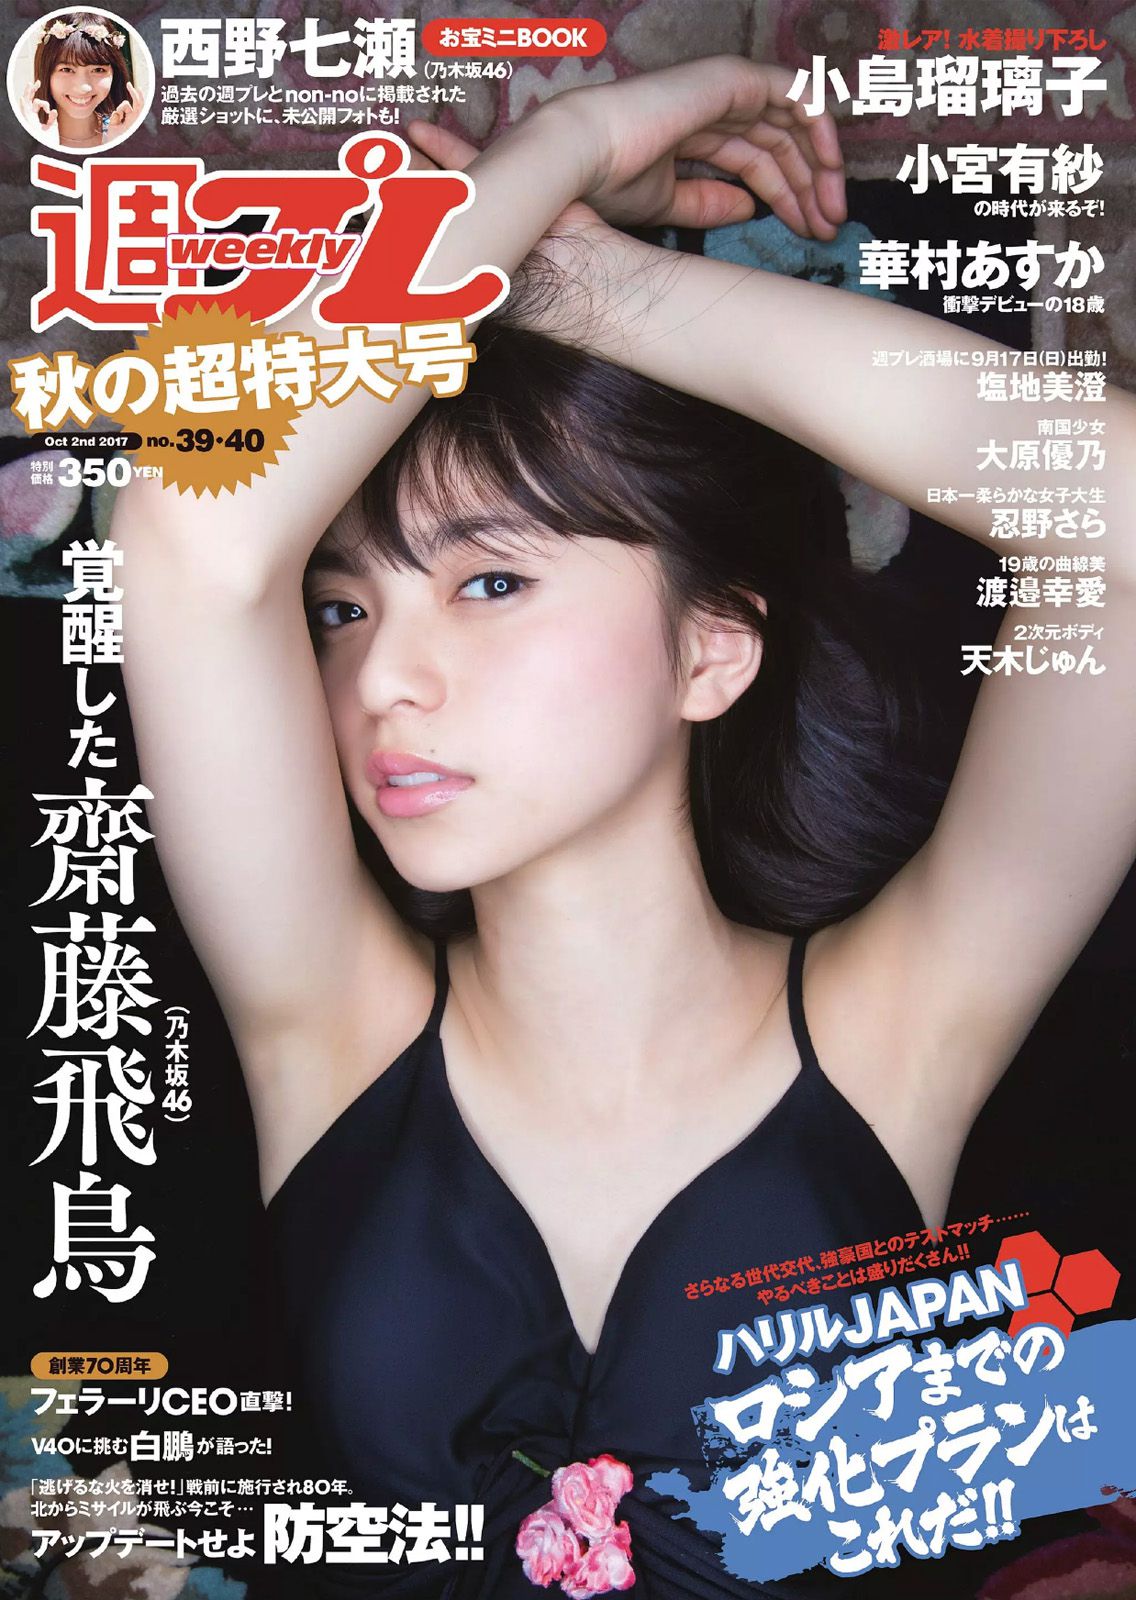 西野七瀬(乃木坂46)
お宝ミニBOOK
過去の週プレとnon-noに掲載された
厳選ショットに、未公開フォトも!
週プレ
weekly
秋の超特大号
Oct 2nd 2017 no.39・40
特別価格350YEN
激レア! 水着撮り下ろし
小島瑠璃子
小宮有紗
の時代が来るぞ!
華村あすか
衝撃デビューの18歳
週プレ酒場に9月17日(日)出勤!
塩地美澄
南国少女
大原優乃
日本一柔らかな女子大生
忍野さら
19歳の曲線美
渡邉幸愛
2次元ボディ
天木じゅん
覚醒した齋藤飛鳥
(乃木坂46)
創業70周年
フェラーリCEO直撃!
V40に挑む白鵬が語った!
「逃げるな火を消せ!」戦前に施行され80年。
北からミサイルが飛ぶ今こそ…
アップデートせよ 防空法!!
さらなる世代交代、強豪国とのテストマッチ……
やるべきことは盛りだくさん!!
ハリルJAPAN
ロシアまでの
強化プランは
これだ!!